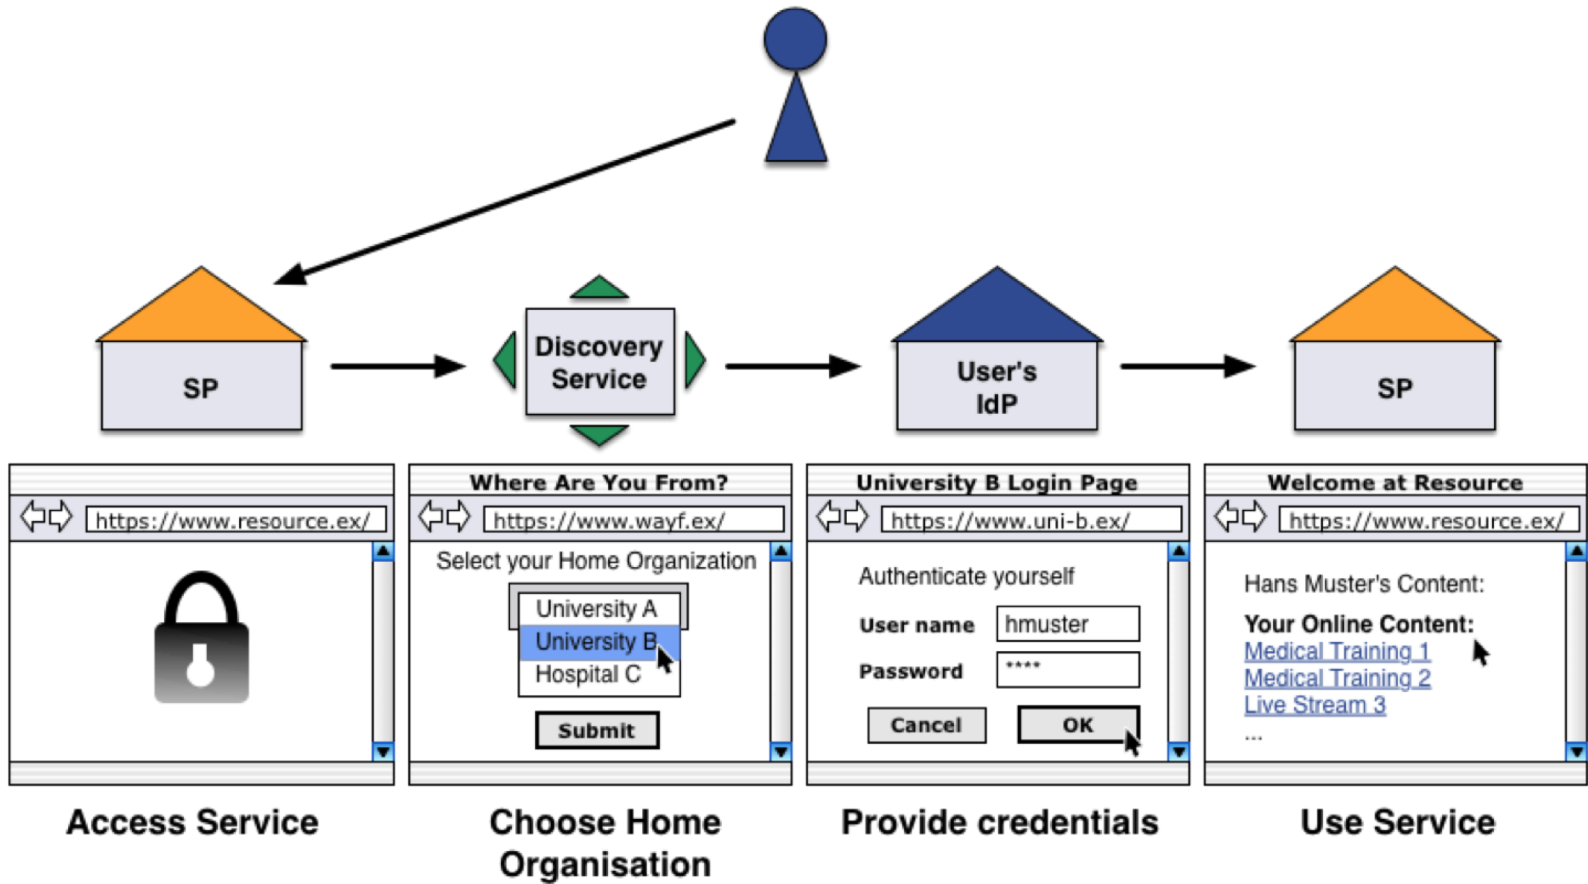 SP
Discovery
Service
User's
IdP
SP
https://www.resource.ex/
Where Are You From?
https://www.wayf.ex/
Select your Home Organization
University A
University B
Hospital C
Submit
University B Login Page
https://www.uni-b.ex/
Authenticate yourself
User name
hmuster
Password
****
Cancel
OK
Welcome at Resource
https://www.resource.ex/
Hans Muster's Content:
Your Online Content:
Medical Training 1
Medical Training 2
Live Stream 3
...
Access Service
Choose Home
Organisation
Provide credentials
Use Service